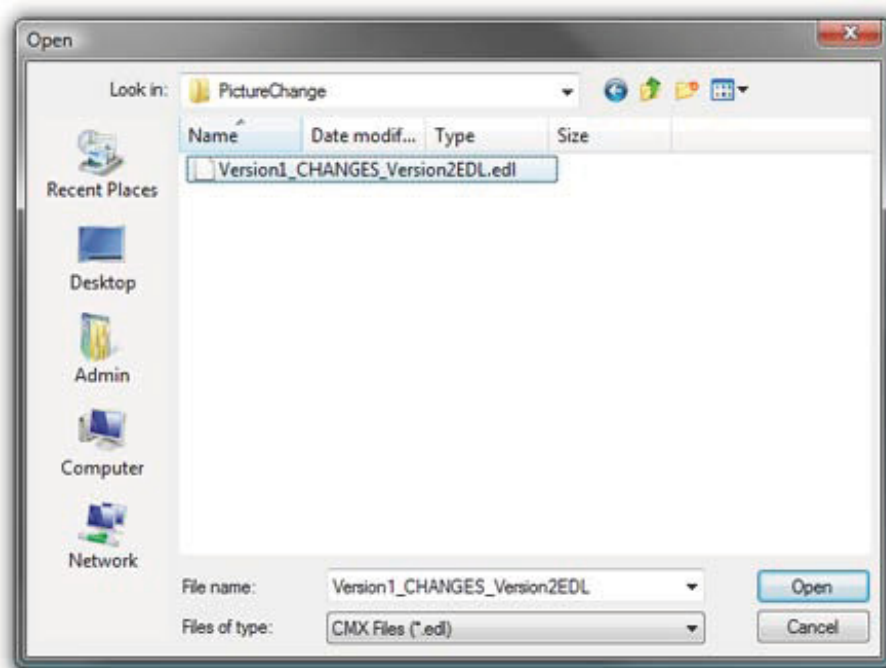 Open
Look in: PictureChange
Name Date modif... Type Size
Version1_CHANGES_Version2EDL.edl
Recent Places
Desktop
Admin
Computer
Network
File name: Version1_CHANGES_Version2EDL Open
Files of type: CMX Files (*.edl) Cancel